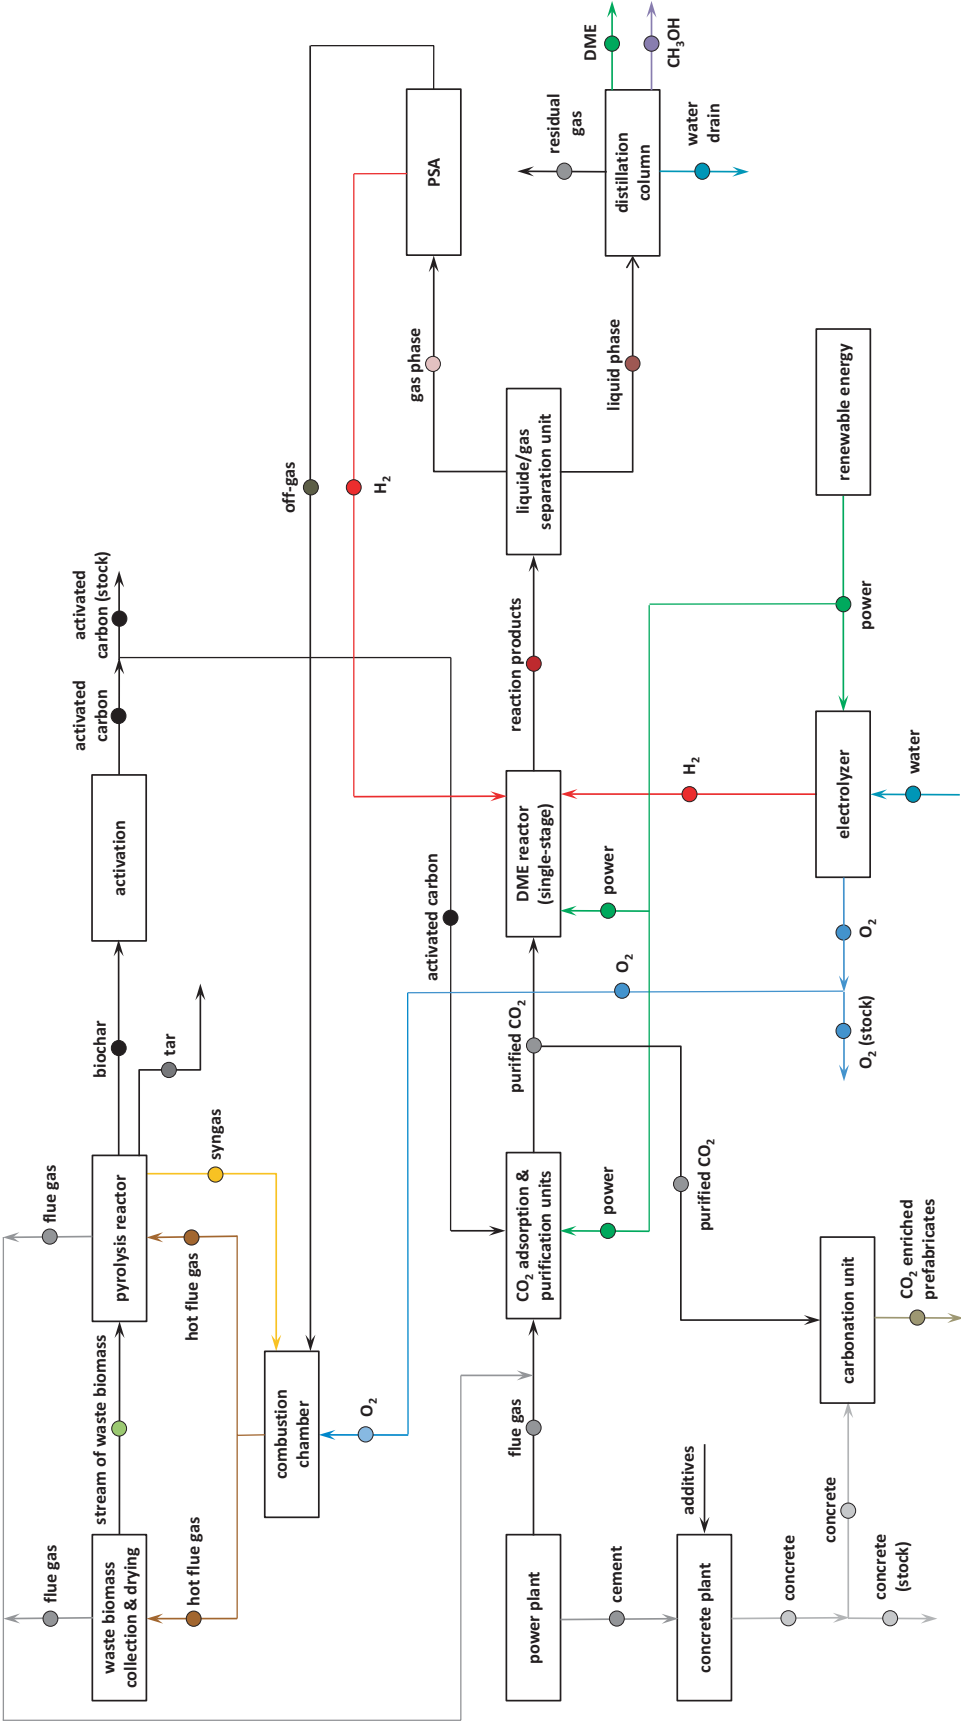 flue gas
flue gas
waste biomass
collection & drying
stream of waste biomass
pyrolysis reactor
biochar
tar
activation
activated
carbon
activated
carbon (stock)
hot flue gas
hot flue gas
syngas
combustion
chamber
O₂
off-gas
H₂
activated carbon
PSA
gas phase
power plant
flue gas
CO₂ adsorption &
purification units
purified CO₂
DME reactor
(single-stage)
reaction products
liquide/gas
separation unit
liquid phase
distillation
column
residual
gas
DME
CH₃OH
water
drain
cement
power
O₂
power
H₂
concrete plant
additives
purified CO₂
concrete
concrete
concrete
(stock)
carbonation unit
CO₂ enriched
prefabricates
O₂ (stock)
O₂
electrolyzer
water
power
renewable energy